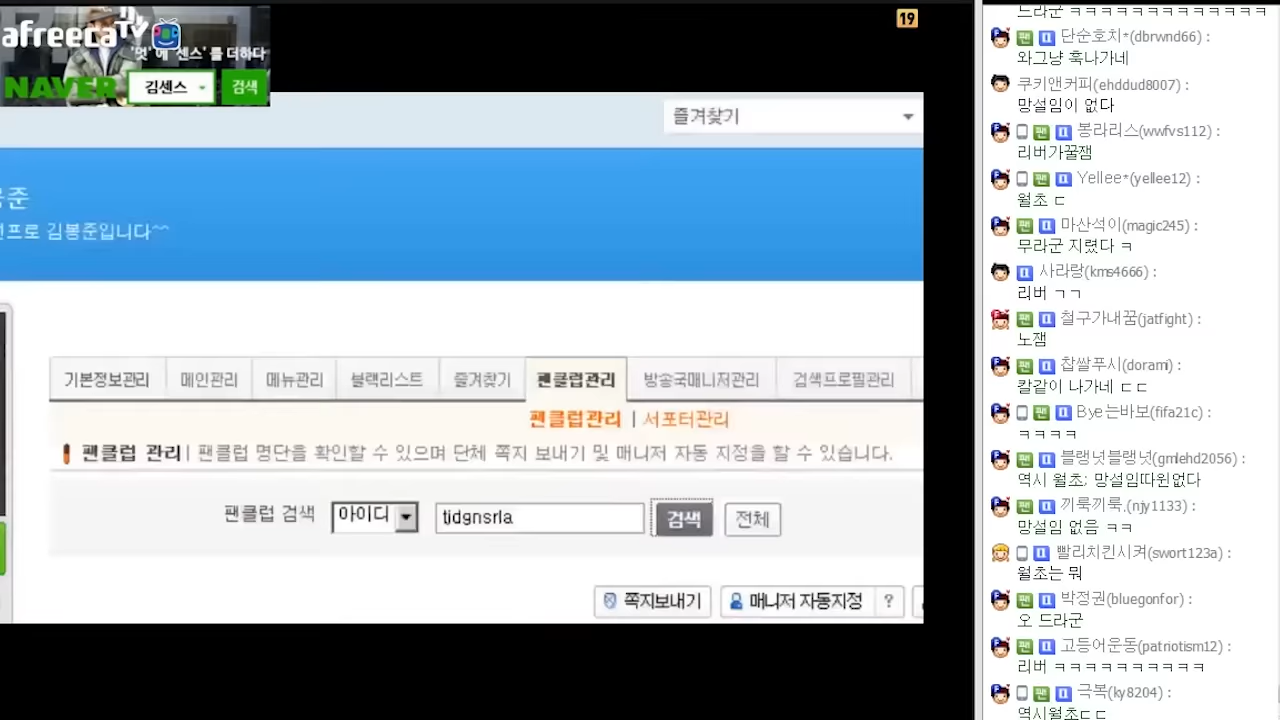 afreecaTV
'멋'에 '센스'를 더하다
NAVER 김센스 검색
19
즐겨찾기
프로 김봉준입니다^^
기본정보관리 메인관리 메뉴관리 블랙리스트 즐겨찾기 팬클럽관리 방송국매니저관리 검색프로필관리
팬클럽관리 | 서포터관리
팬클럽 관리 | 팬클럽 명단을 확인할 수 있으며 단체 쪽지 보내기 및 매니저 자동 지정을 할 수 있습니다.
팬클럽 검색 아이디 tjdgnsrla 검색 전체
쪽지보내기 매니저 자동지정 ?
드라군 ㅋㅋㅋㅋㅋㅋㅋㅋㅋㅋㅋㅋㅋ
팬 단순호치*(dbrwnd66) :
와그냥 훅나가네
쿠키앤커피(ehddud8007) :
망설임이 없다
팬 봉라리스(wwfvs112) :
리버가꿀잼
팬 Yellee*(yellee12) :
월초 ㄷ
팬 마산석이(magic245) :
무라군 지렸다 ㅋ
사라랑(kms4666) :
리버 ㄱㄱ
팬 철구가내꿈(jatfight) :
노잼
팬 찹쌀푸시(dorami) :
칼같이 나가네 ㄷㄷ
팬 Bye는바보(fifa21c) :
ㅋㅋㅋㅋ
팬 블랭넛블랭넛(gmlehd2056) :
역시 월초; 망설임따윈없다
팬 끼룩끼룩.(njy1133) :
망설임 없음 ㅋㅋ
빨리치킨시켜(swort123a) :
월초는 뭐
팬 박정권(bluegonfor) :
오 드라군
팬 고등어운동(patriotism12) :
리버 ㅋㅋㅋㅋㅋㅋㅋㅋㅋㅋ
팬 극복(ky8204) :
역시월초ㄷㄷ